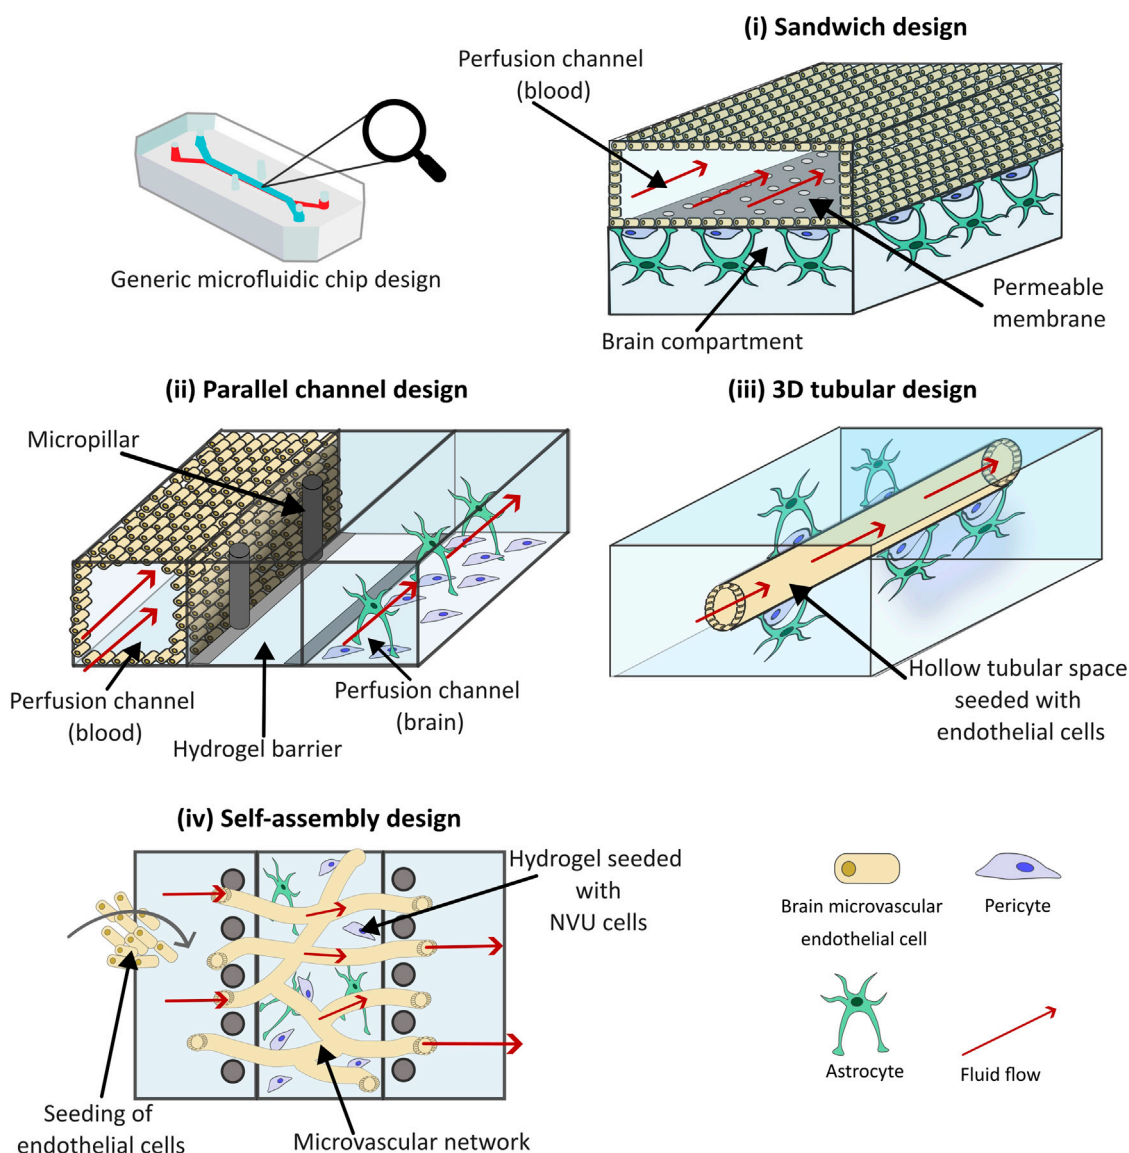 (i) Sandwich design
Perfusion channel
(blood)
Generic microfluidic chip design
Permeable
membrane
Brain compartment
(ii) Parallel channel design
Micropillar
Perfusion channel
(blood)
Hydrogel barrier
Perfusion channel
(brain)
(iii) 3D tubular design
Hollow tubular space
seeded with
endothelial cells
(iv) Self-assembly design
Hydrogel seeded
with
NVU cells
Seeding of
endothelial cells
Microvascular network
Brain microvascular
endothelial cell
Pericyte
Astrocyte
Fluid flow